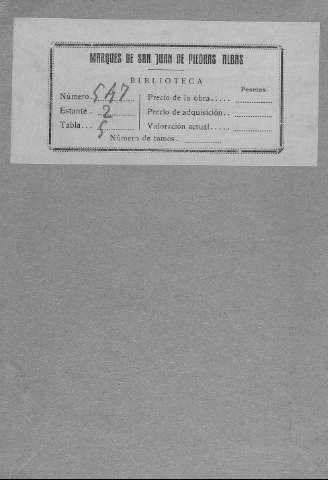 MARQUES DE SAN JUAN DE PIEDRAS ALBAS
BIBLIOTECA
Pesetas
Número. 547 Precio de la obra.....
Estante. 2 Precio de adquisición..
Tabla... 5 Valoración actual.....
Número de tomos.